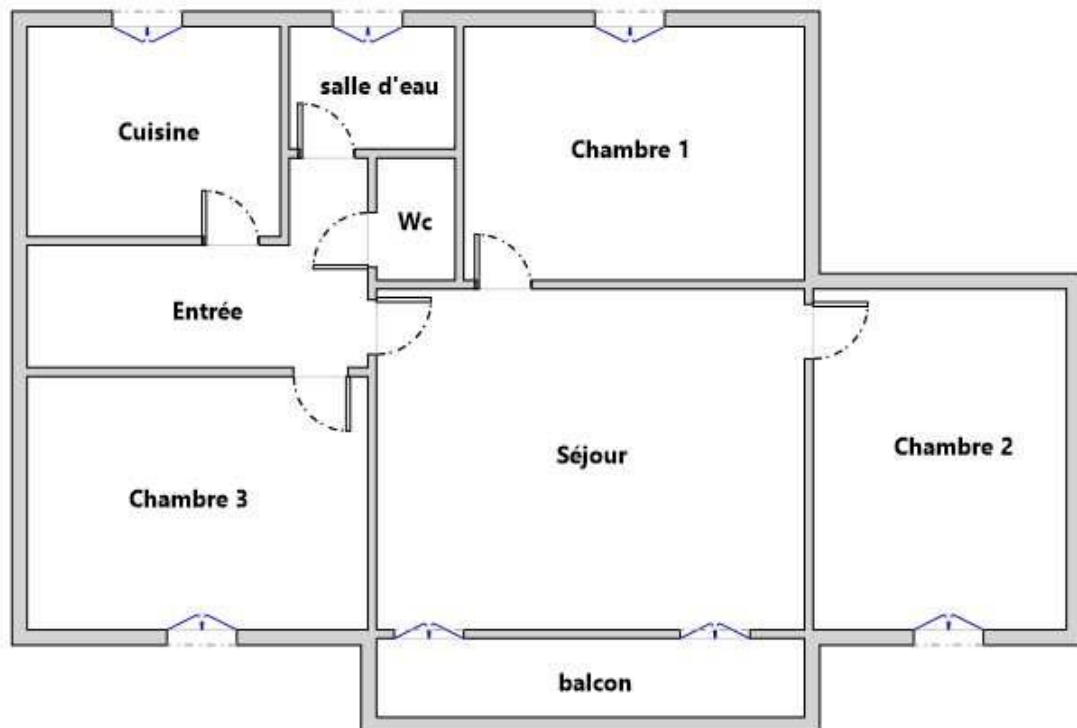 salle d'eau
Cuisine
Chambre 1
Wc
Entrée
Chambre 2
Séjour
Chambre 3
balcon